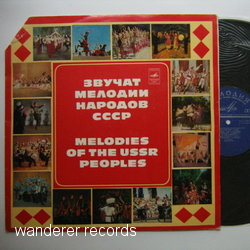 ЗВУЧАТ
МЕЛОДИИ
НАРОДОВ
СССР
MELODIES
OF THE USSR
PEOPLES
wanderer records